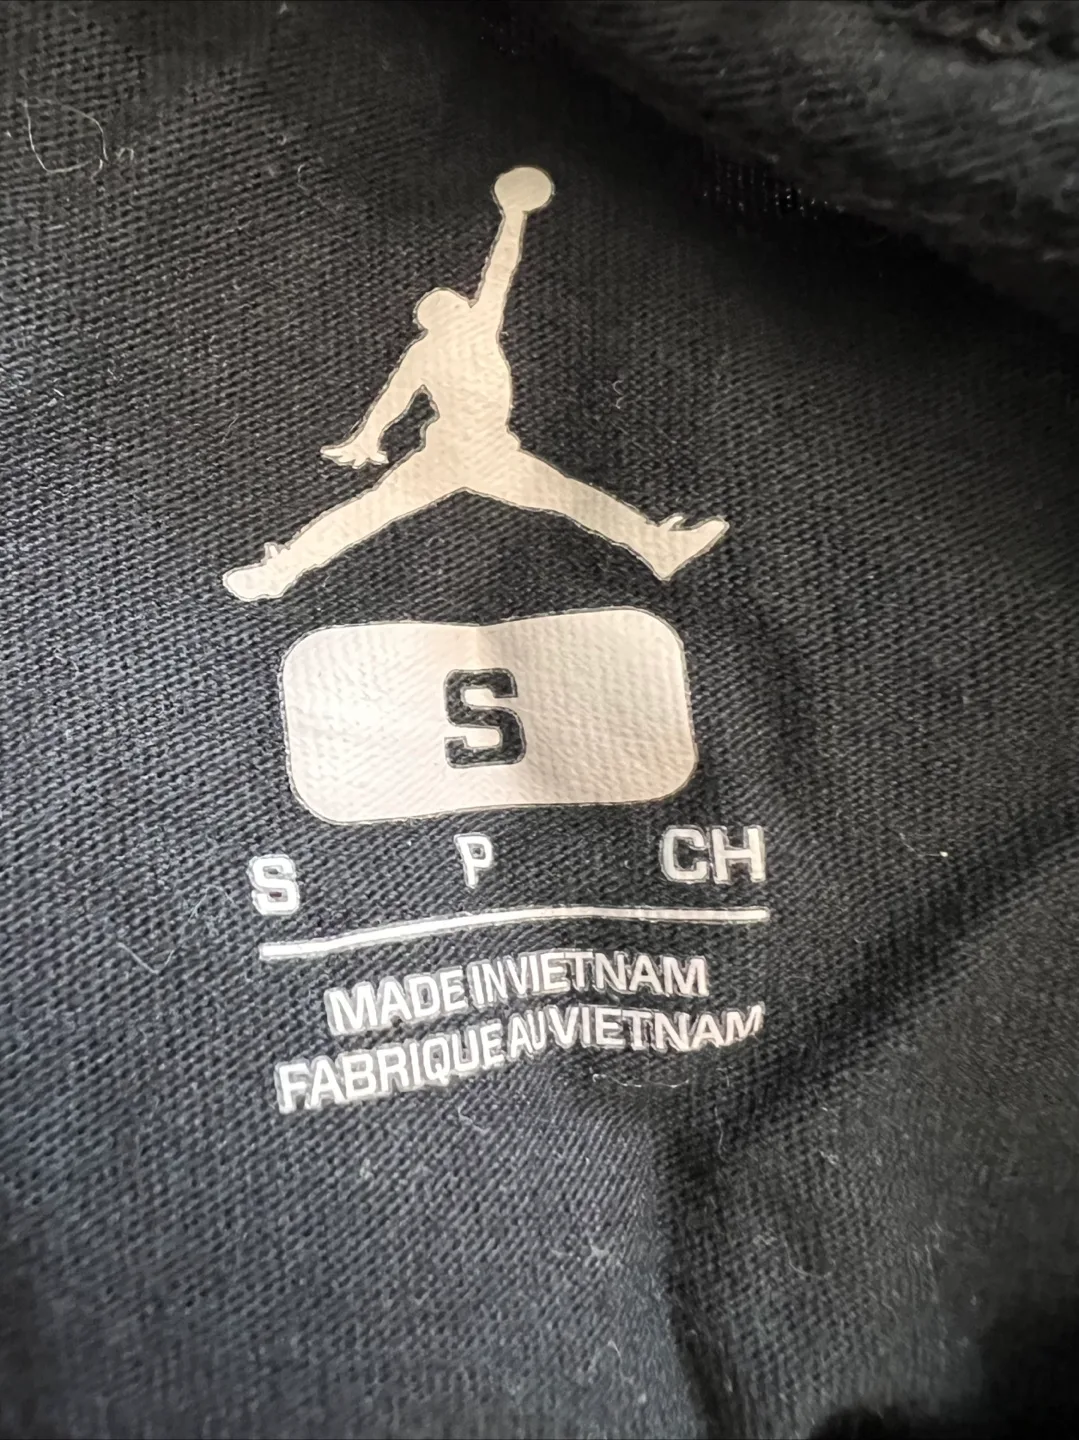 S
S P CH
MADE IN VIETNAM
FABRIQUE AU VIETNAM